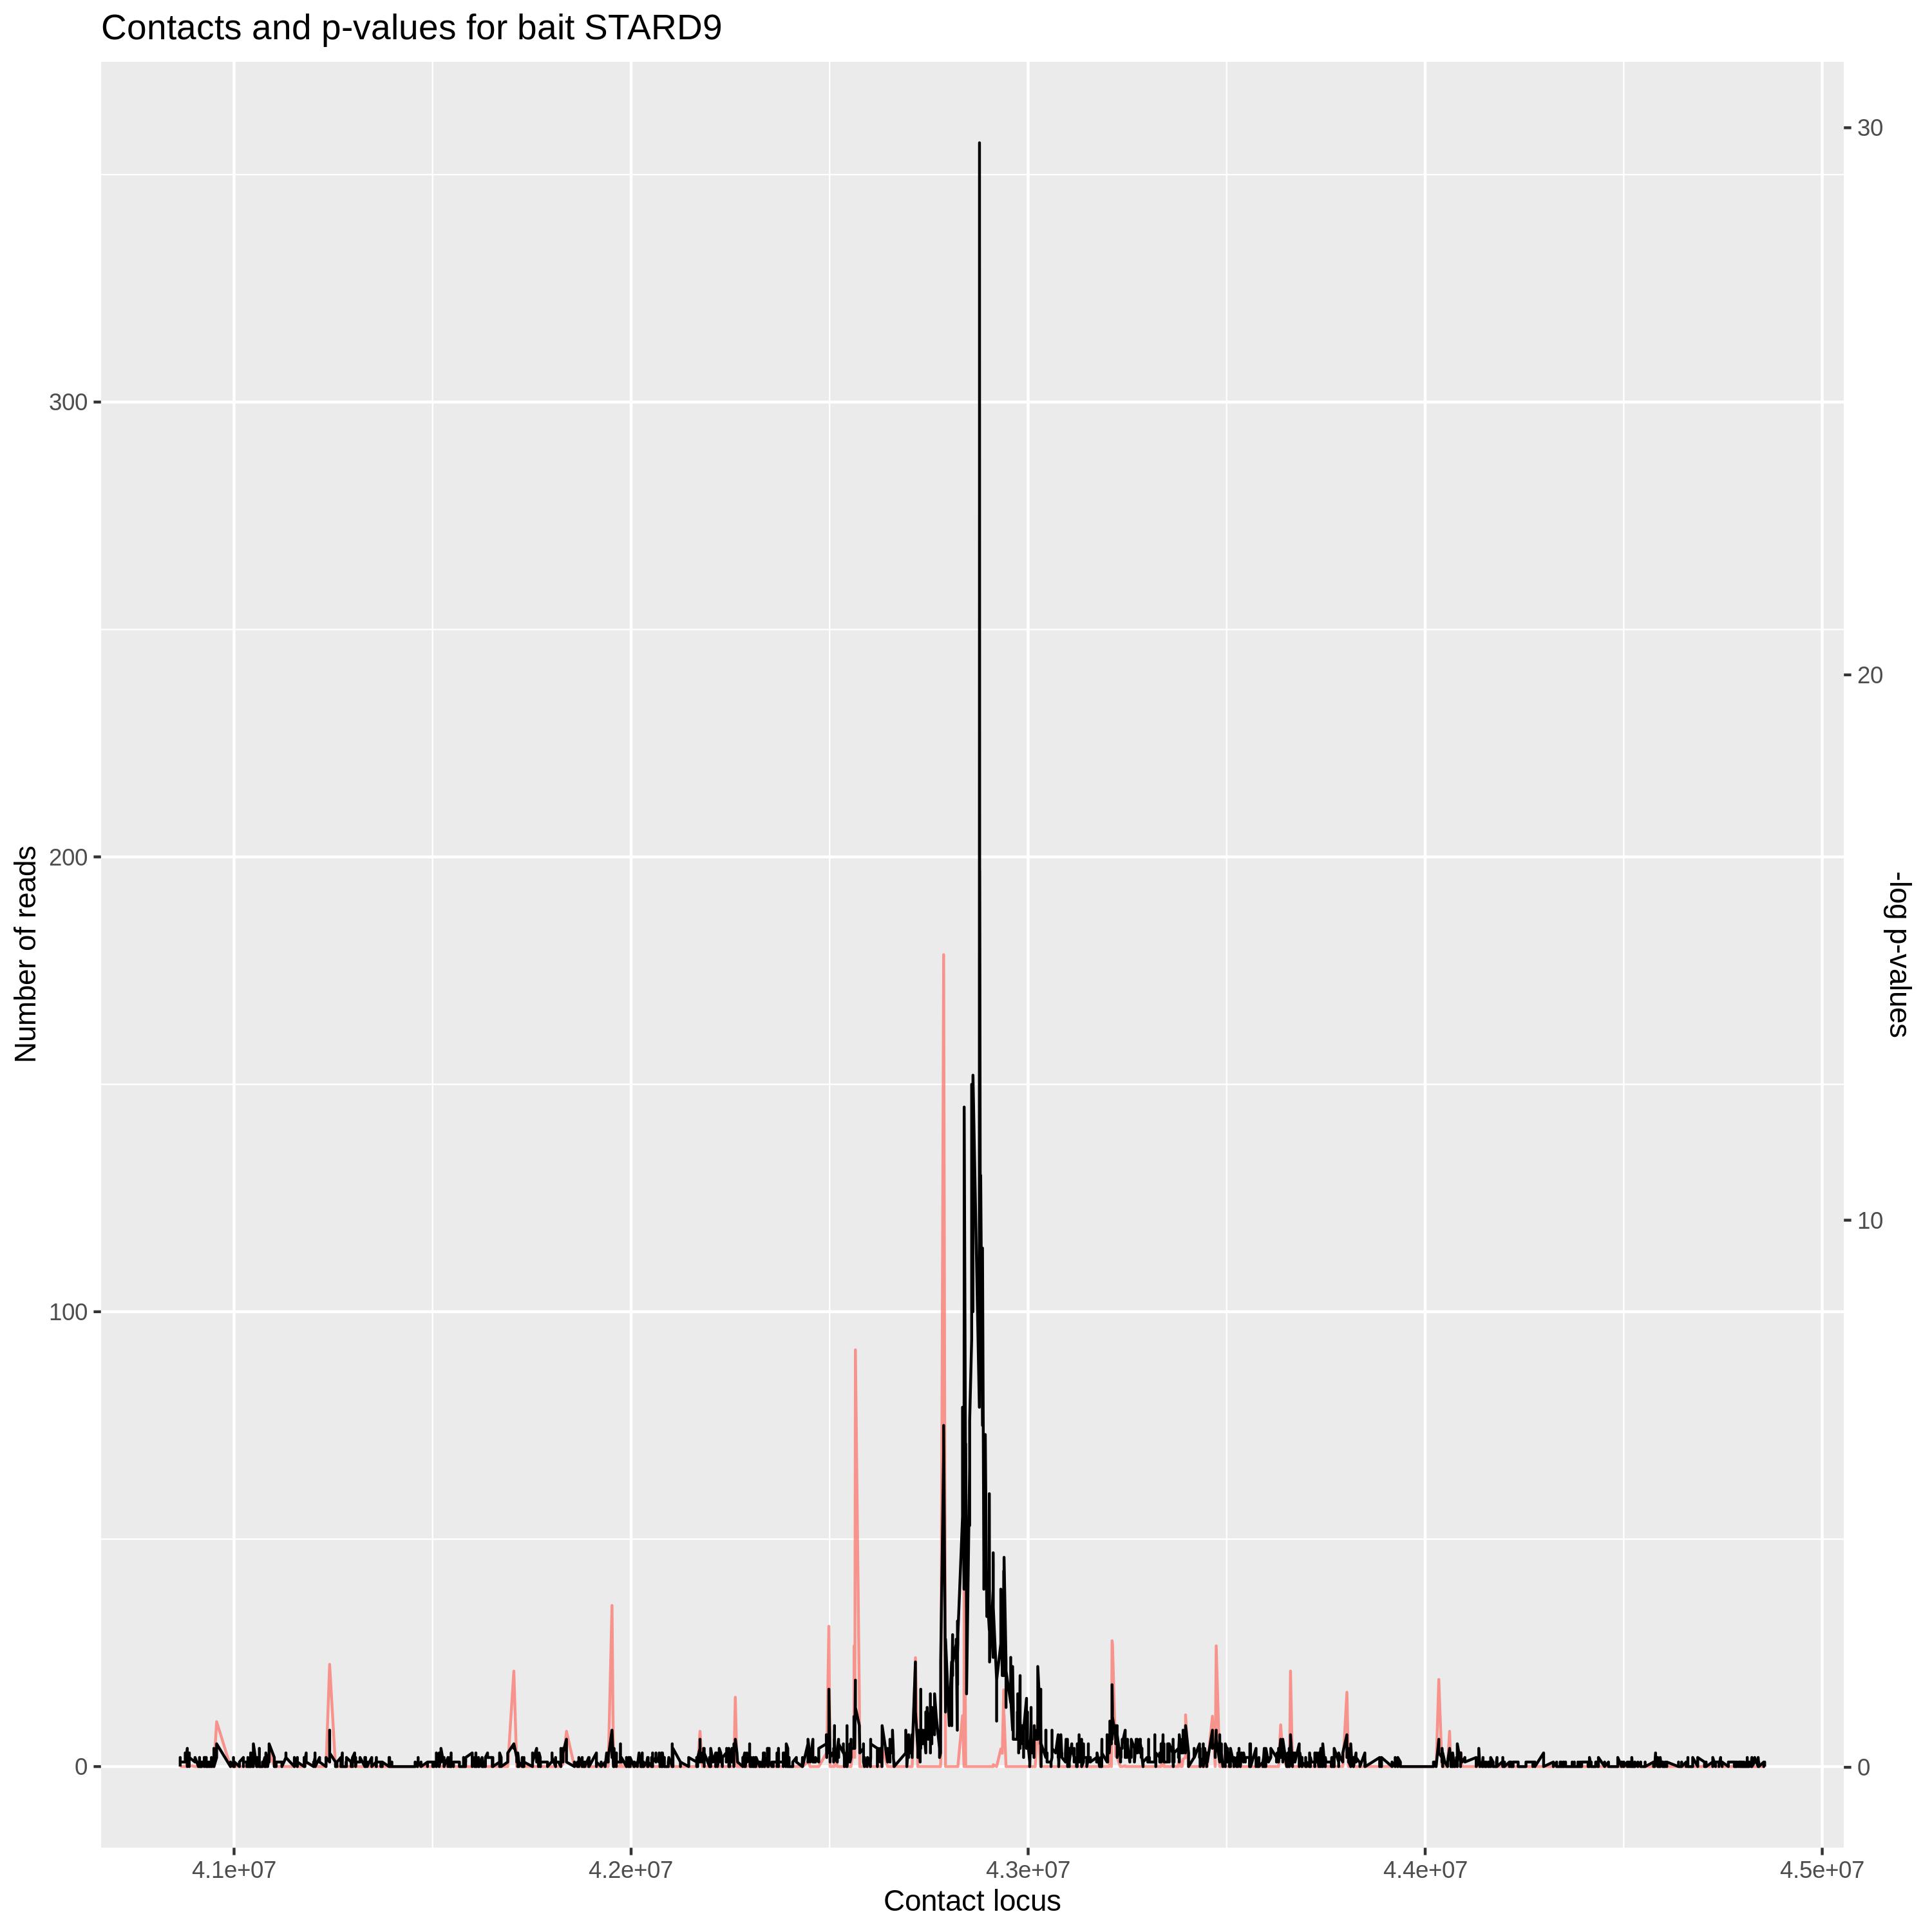 Contacts and p-values for bait STARD9
30
300
20
200
Number of reads
-log p-values
10
100
0
0
4.1e+07 4.2e+07 4.3e+07 4.4e+07 4.5e+07
Contact locus